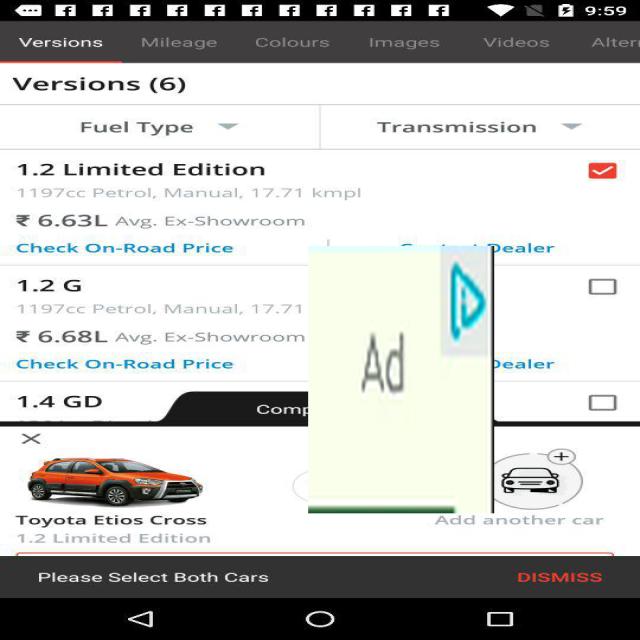 9:59
Versions Mileage Colours Images Videos
Versions (6)
Fuel Type Transmission
1.2 Limited Edition
1197cc Petrol, Manual, 17.71 kmpl
₹ 6.63L Avg. Ex-Showroom
Check On-Road Price Dealer
1.2 G
1197cc Petrol, Manual, 17.71
₹ 6.68L Avg. Ex-Showroom
Check On-Road Price Dealer
Ad
1.4 GD
Toyota Etios Cross Add another car
1.2 Limited Edition
Please Select Both Cars DISMISS